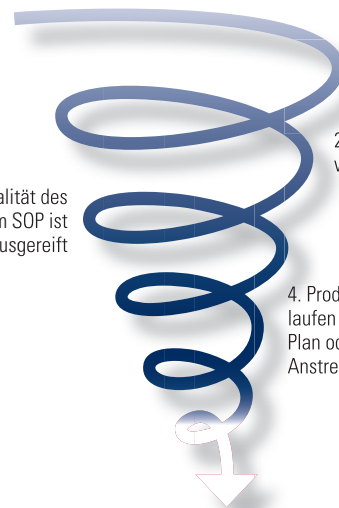 2
alität des
m SOP ist
usgereift
4. Prod
laufen
Plan od
Anstre